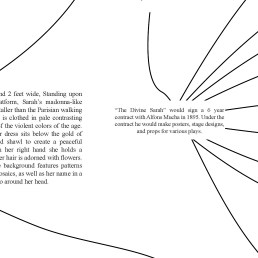 nd 2 feet wide, Standing upon
atform, Sarah's madonna-like
taller than the Parisian walking
is clothed in pale contrasting
f the violent colors of the age.
r dress sits below the gold of
dshawl to create a peaceful
n her right hand she holds a
er hair is adorned with flowers.
e background features patterns
osaics, as well as her name in a
o around her head.
"The Divine Sarah" would sign a 6 year
contract with Alfons Mucha in 1895. Under the
contract he would make posters, stage designs,
and props for various plays.